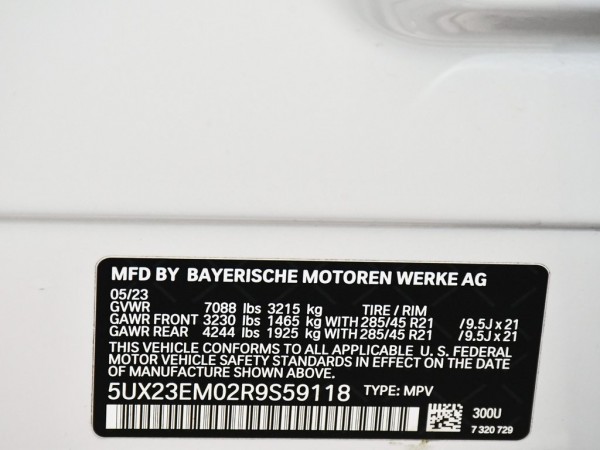 MFD BY BAYERISCHE MOTOREN WERKE AG
05/23
GVWR 7088 lbs 3215 kg TIRE / RIM
GAWR FRONT 3230 lbs 1465 kg WITH 285/45 R21 /9.5J x 21
GAWR REAR 4244 lbs 1925 kg WITH 285/45 R21 /9.5J x 21
THIS VEHICLE CONFORMS TO ALL APPLICABLE U. S. FEDERAL
MOTOR VEHICLE SAFETY STANDARDS IN EFFECT ON THE DATE
OF MANUFACTURE SHOWN ABOVE.
5UX23EM02R9S59118 TYPE: MPV
300U
7 320 729